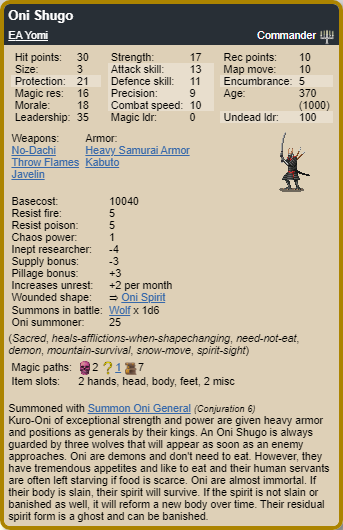 Oni Shugo
EA Yomi Commander
Hit points: 30 Strength: 17 Rec points: 10
Size: 3 Attack skill: 13 Map move: 10
Protection: 21 Defence skill: 11 Encumbrance: 5
Magic res: 16 Precision: 9 Age: 370
Morale: 18 Combat speed: 10 (1000)
Leadership: 35 Magic ldr: 0 Undead ldr: 100
Weapons: Armor:
No-Dachi Heavy Samurai Armor
Throw Flames Kabuto
Javelin
Basecost: 10040
Resist fire: 5
Resist poison: 5
Chaos power: 1
Inept researcher: -4
Supply bonus: -3
Pillage bonus: +3
Increases unrest: +2 per month
Wounded shape: ⇒ Oni Spirit
Summons in battle: Wolf x 1d6
Oni summoner: 25
(Sacred, heals-afflictions-when-shapechanging, need-not-eat,
demon, mountain-survival, snow-move, spirit-sight)
Magic paths: 2 ? 1 7
Item slots: 2 hands, head, body, feet, 2 misc
Summoned with Summon Oni General (Conjuration 6)
Kuro-Oni of exceptional strength and power are given heavy armor
and positions as generals by their kings. An Oni Shugo is always
guarded by three wolves that will appear as soon as an enemy
approaches. Oni are demons and don't need to eat. However, they
have tremendous appetites and like to eat and their human servants
are often left starving if food is scarce. Oni are almost immortal. If
their body is slain, their spirit will survive. If the spirit is not slain or
banished as well, it will reform a new body over time. Their residual
spirit form is a ghost and can be banished.